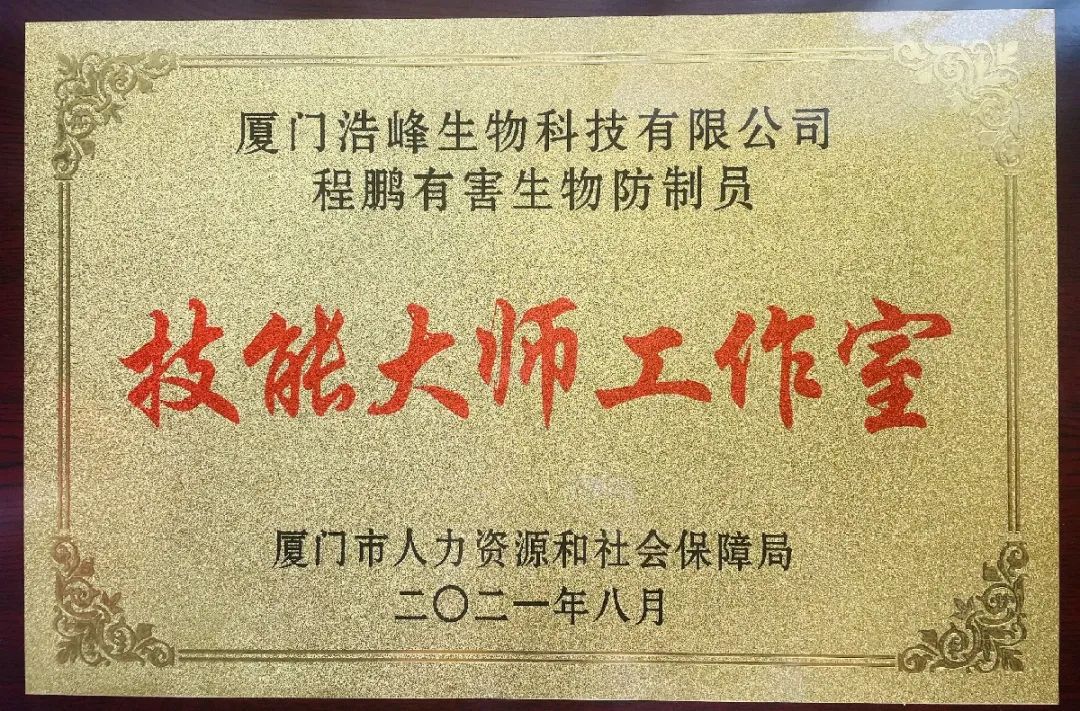 厦门浩峰生物科技有限公司
程鹏有害生物防制员
技能大师工作室
厦门市人力资源和社会保障局
二〇二一年八月